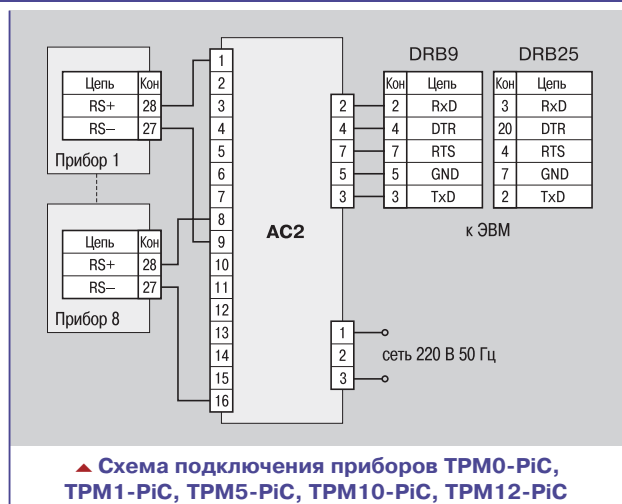 DRB9 DRB25
Цепь Кон
RS+ 28
RS– 27
Прибор 1
Цепь Кон
RS+ 28
RS– 27
Прибор 8
1
2
3
4
5
6
7
8
9
10
11
12
13
14
15
16
АС2
2
4
7
5
3
Кон Цепь
2 RxD
4 DTR
7 RTS
5 GND
3 TxD
Кон Цепь
3 RxD
20 DTR
4 RTS
7 GND
2 TxD
к ЭВМ
1
2
3
сеть 220 В 50 Гц
Схема подключения приборов ТРМ0-PiC,
ТРМ1-PiC, ТРМ5-PiC, ТРМ10-PiC, ТРМ12-PiC